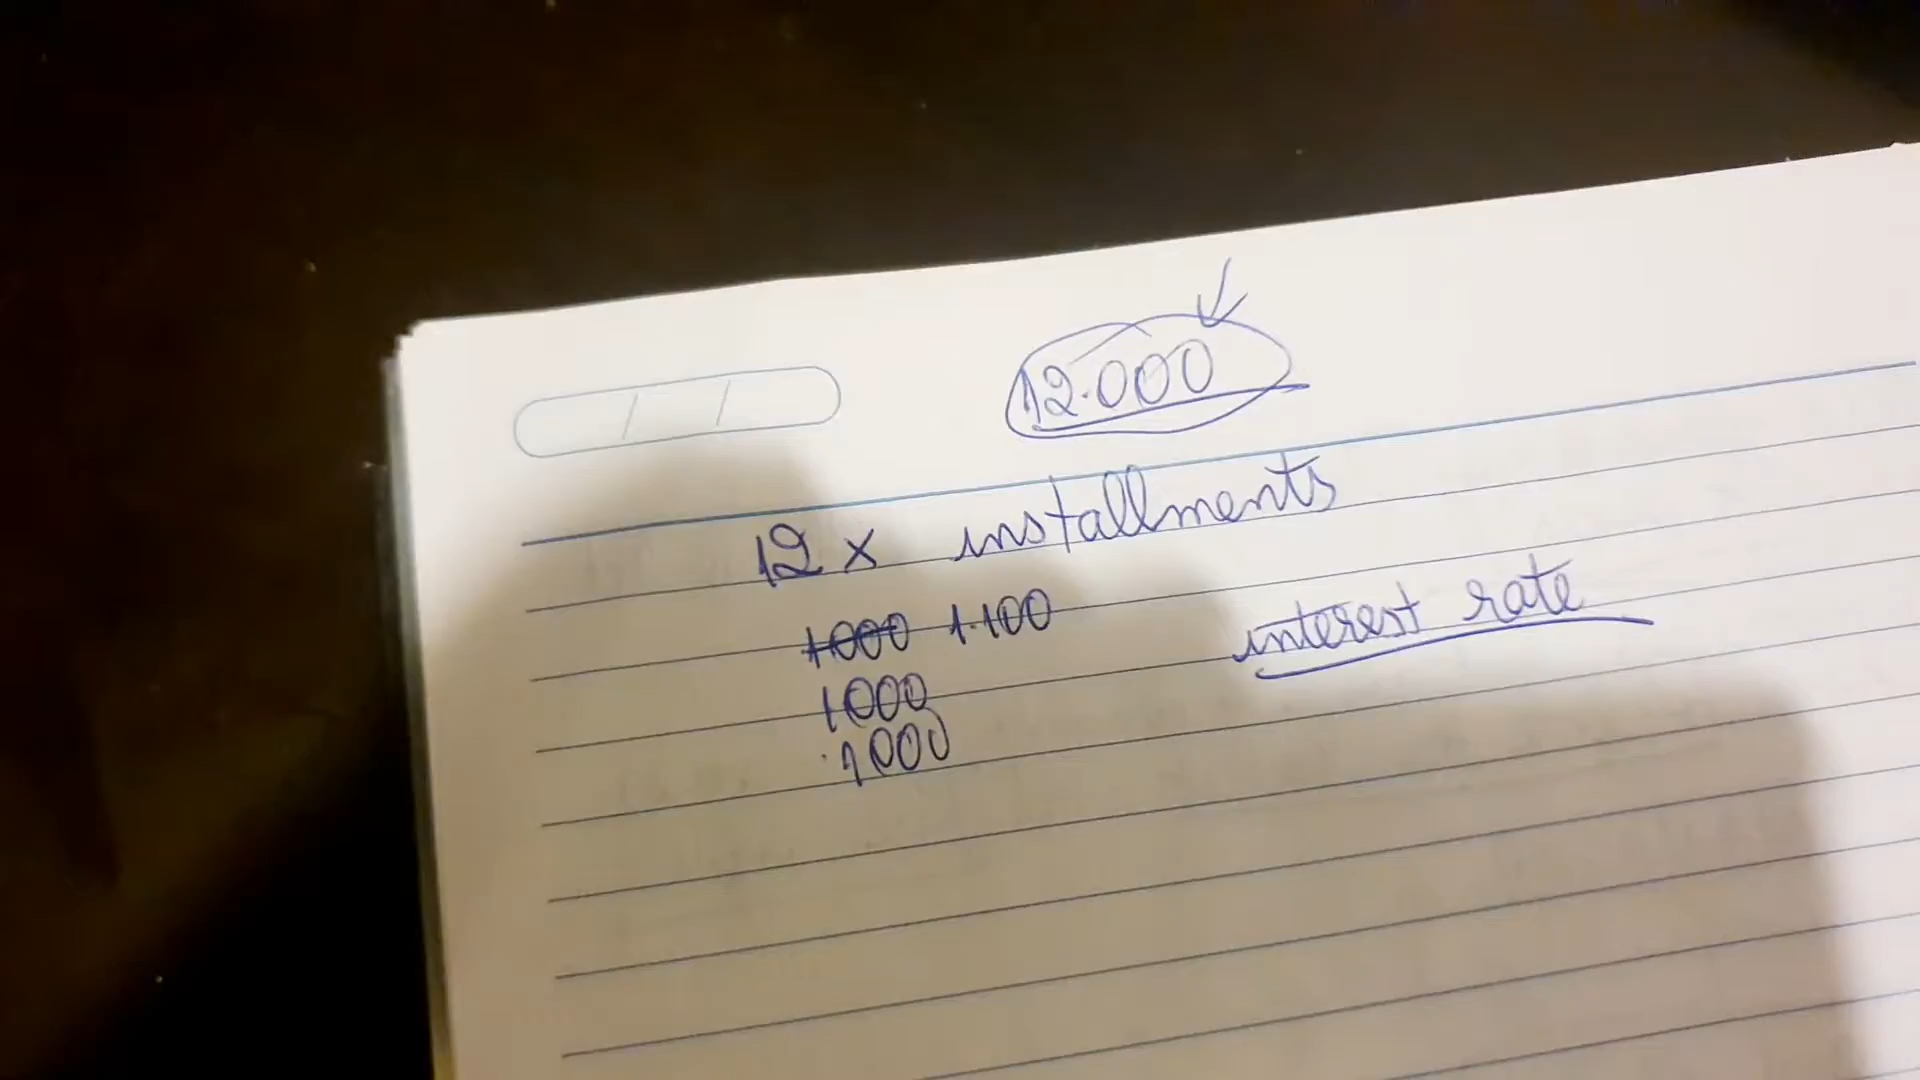 12.000
12 x installments
1000 1.100
interest rate
1000
1000